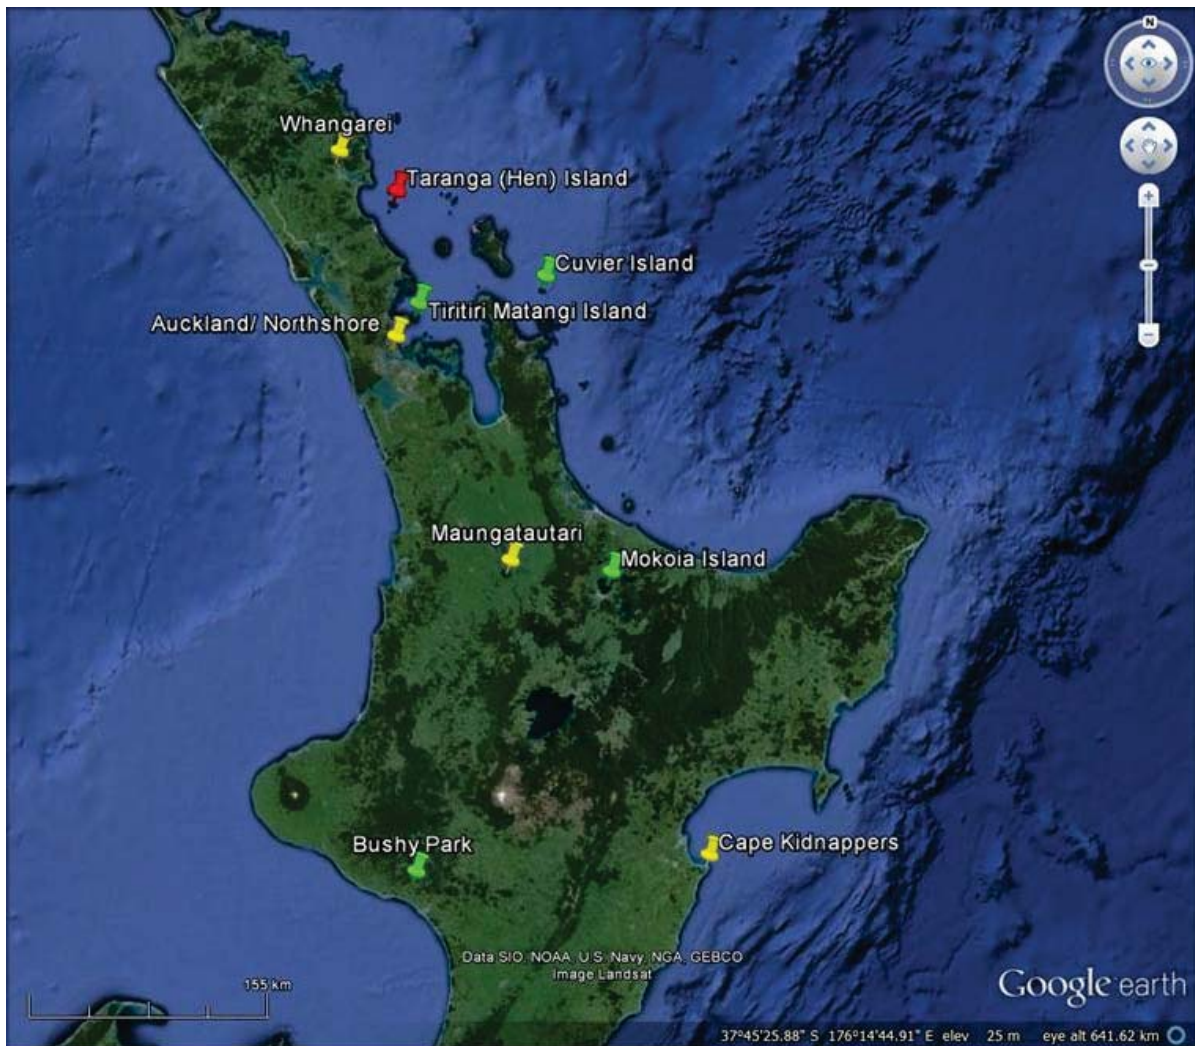 N
Whangarei
Taranga (Hen) Island
Cuvier Island
Tiritiri Matangi Island
Auckland/ Northshore
Maungatautari
Mokoia Island
Bushy Park
Cape Kidnappers
Data SIO, NOAA, U.S. Navy, NGA, GEBCO
Image Landsat
155 km
Google earth
37°45'25.88" S 176°14'44.91" E elev 25 m eye alt 641.62 km